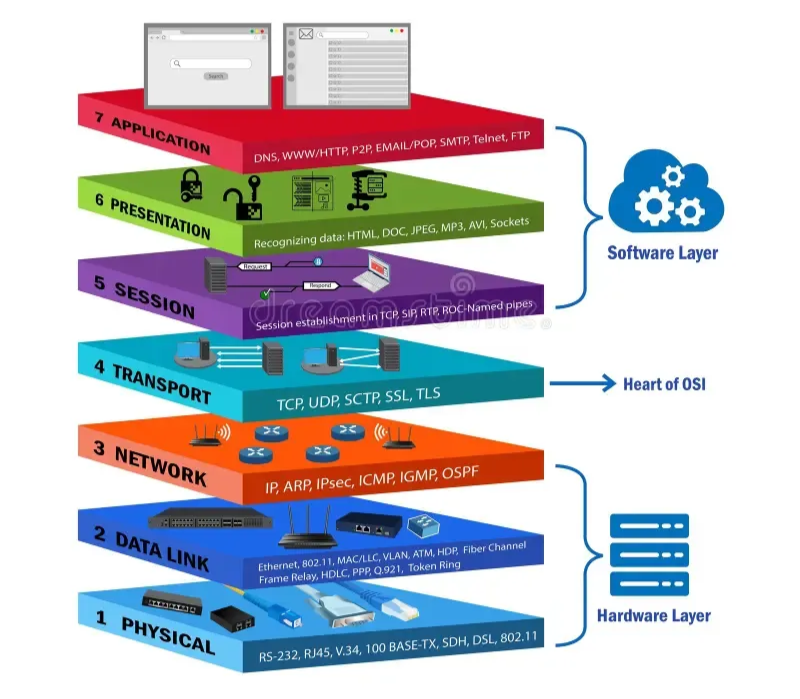 Search
7 APPLICATION
DNS, WWW/HTTP, P2P, EMAIL/POP, SMTP, Telnet, FTP
6 PRESENTATION
Recognizing data: HTML, DOC, JPEG, MP3, AVI, Sockets
Software Layer
Request
Respond
5 SESSION
Session establishment in TCP, SIP, RTP, ROC-Named pipes
dreamstime.
4 TRANSPORT
TCP, UDP, SCTP, SSL, TLS
Heart of OSI
3 NETWORK
IP, ARP, IPsec, ICMP, IGMP, OSPF
2 DATA LINK
Ethernet, 802.11, MAC/LLC, VLAN, ATM, HDP, Fiber Channel
Frame Relay, HDLC, PPP, Q.921, Token Ring
Hardware Layer
1 PHYSICAL
RS-232, RJ45, V.34, 100 BASE-TX, SDH, DSL, 802.11